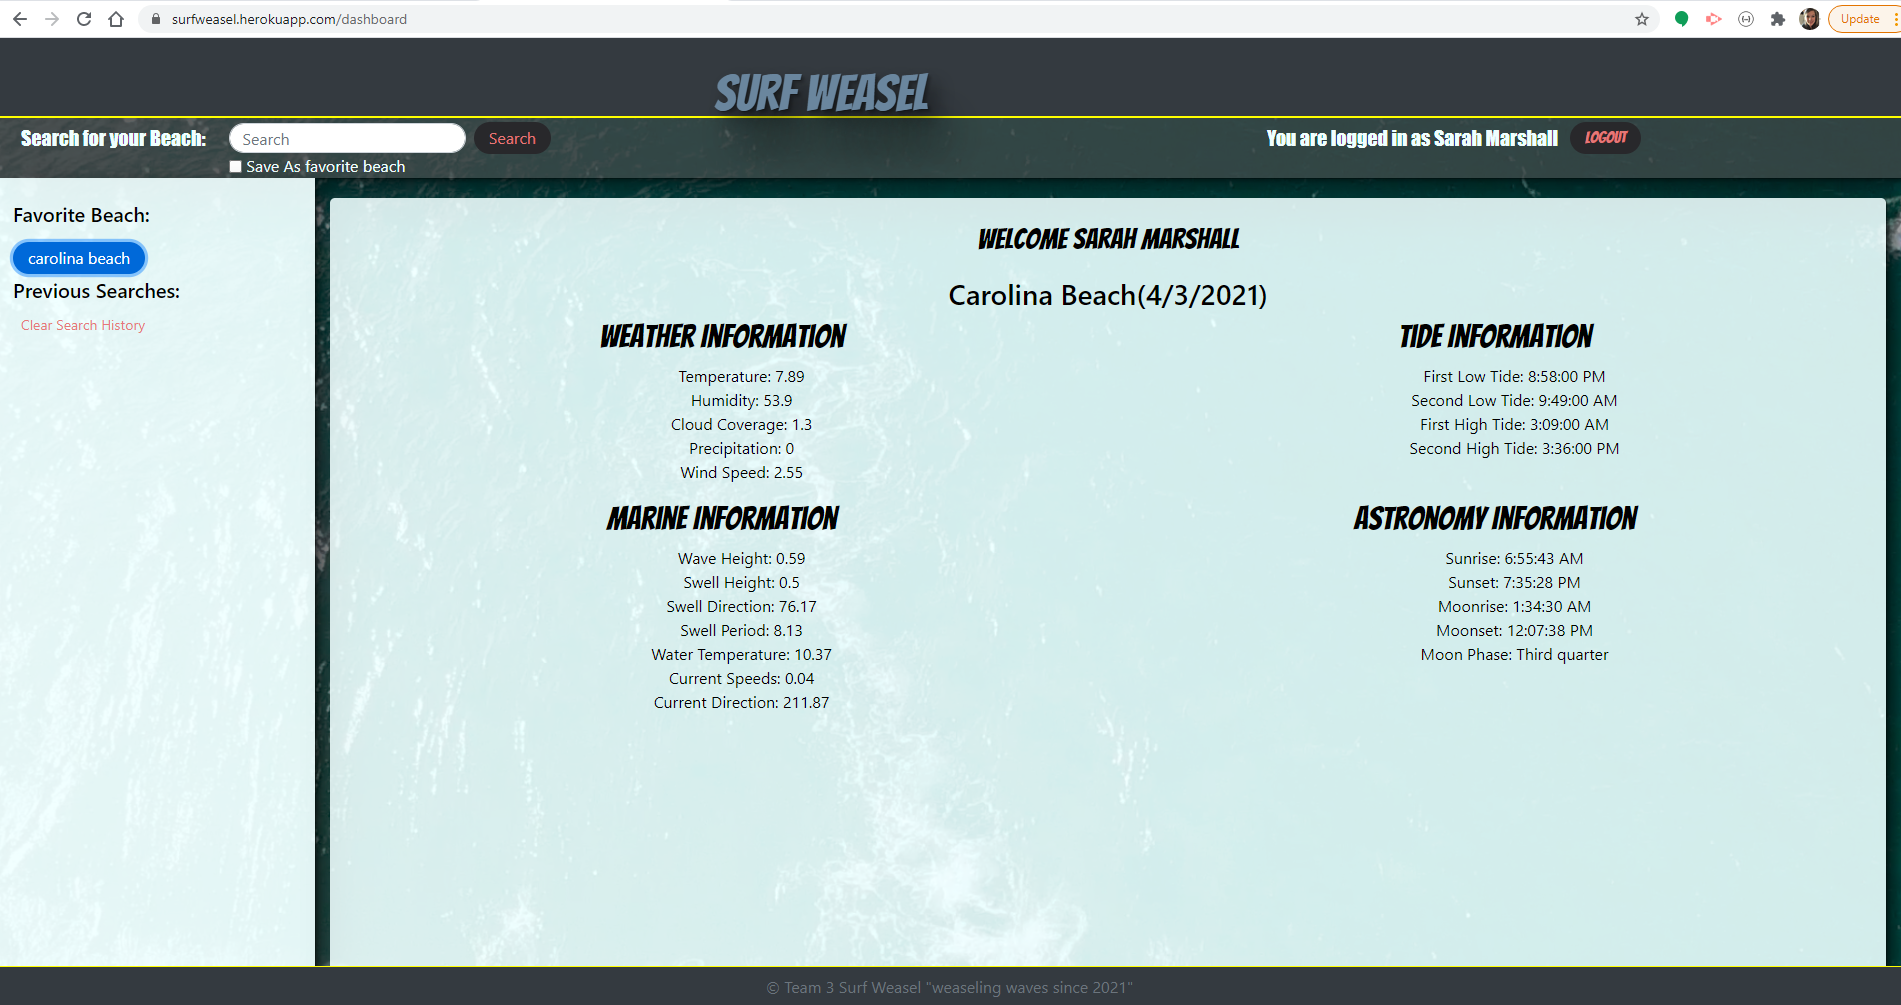 surfweasel.herokuapp.com/dashboard
Update
SURF WEASEL
Search for your Beach:
Search
Search
Save As favorite beach
You are logged in as Sarah Marshall
LOGOUT
Favorite Beach:
carolina beach
Previous Searches:
Clear Search History
WELCOME SARAH MARSHALL
Carolina Beach(4/3/2021)
WEATHER INFORMATION
Temperature: 7.89
Humidity: 53.9
Cloud Coverage: 1.3
Precipitation: 0
Wind Speed: 2.55
TIDE INFORMATION
First Low Tide: 8:58:00 PM
Second Low Tide: 9:49:00 AM
First High Tide: 3:09:00 AM
Second High Tide: 3:36:00 PM
MARINE INFORMATION
Wave Height: 0.59
Swell Height: 0.5
Swell Direction: 76.17
Swell Period: 8.13
Water Temperature: 10.37
Current Speeds: 0.04
Current Direction: 211.87
ASTRONOMY INFORMATION
Sunrise: 6:55:43 AM
Sunset: 7:35:28 PM
Moonrise: 1:34:30 AM
Moonset: 12:07:38 PM
Moon Phase: Third quarter
© Team 3 Surf Weasel "weaseling waves since 2021"